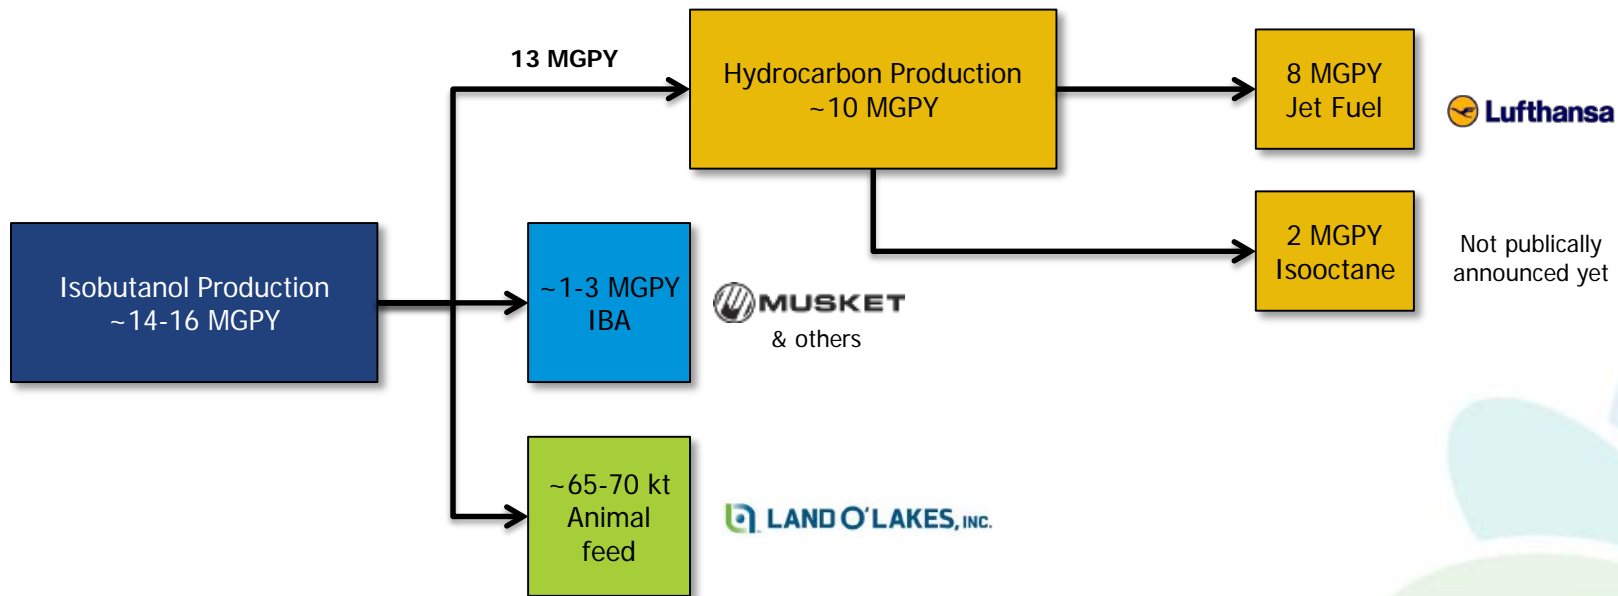 13 MGPY
Hydrocarbon Production
~10 MGPY
8 MGPY
Jet Fuel
Lufthansa
Isobutanol Production
~14-16 MGPY
~1-3 MGPY
IBA
MUSKET
& others
2 MGPY
Isooctane
Not publically
announced yet
~65-70 kt
Animal
feed
LAND O'LAKES, INC.